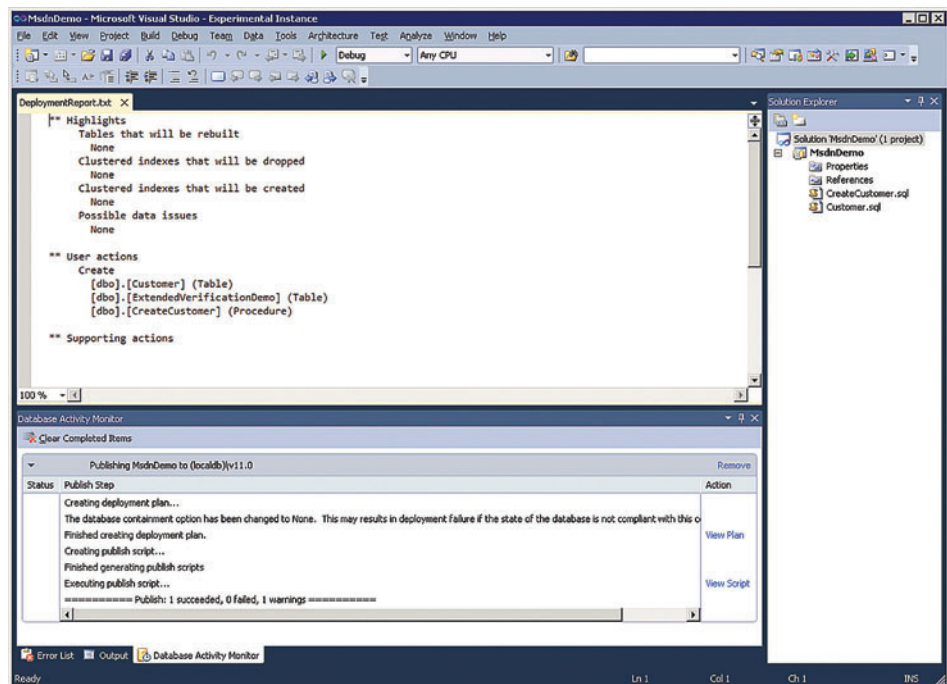 MsdnDemo - Microsoft Visual Studio - Experimental Instance
File Edit View Project Build Debug Team Data Tools Architecture Test Analyze Window Help
Debug Any CPU
DeploymentReport.txt
Solution Explorer
** Highlights
Tables that will be rebuilt
None
Clustered indexes that will be dropped
None
Clustered indexes that will be created
None
Possible data issues
None
** User actions
Create
[dbo].[Customer] (Table)
[dbo].[ExtendedVerificationDemo] (Table)
[dbo].[CreateCustomer] (Procedure)
** Supporting actions
100 %
Solution 'MsdnDemo' (1 project)
MsdnDemo
Properties
References
CreateCustomer.sql
Customer.sql
Database Activity Monitor
Clear Completed Items
Publishing MsdnDemo to (localdb)\v11.0 Remove
Status Publish Step Action
Creating deployment plan...
The database containment option has been changed to None. This may results in deployment failure if the state of the database is not compliant with this c
Finished creating deployment plan. View Plan
Creating publish script...
Finished generating publish scripts
Executing publish script... View Script
========== Publish: 1 succeeded, 0 failed, 1 warnings ==========
Error List Output Database Activity Monitor
Ready Ln 1 Col 1 Ch 1 INS